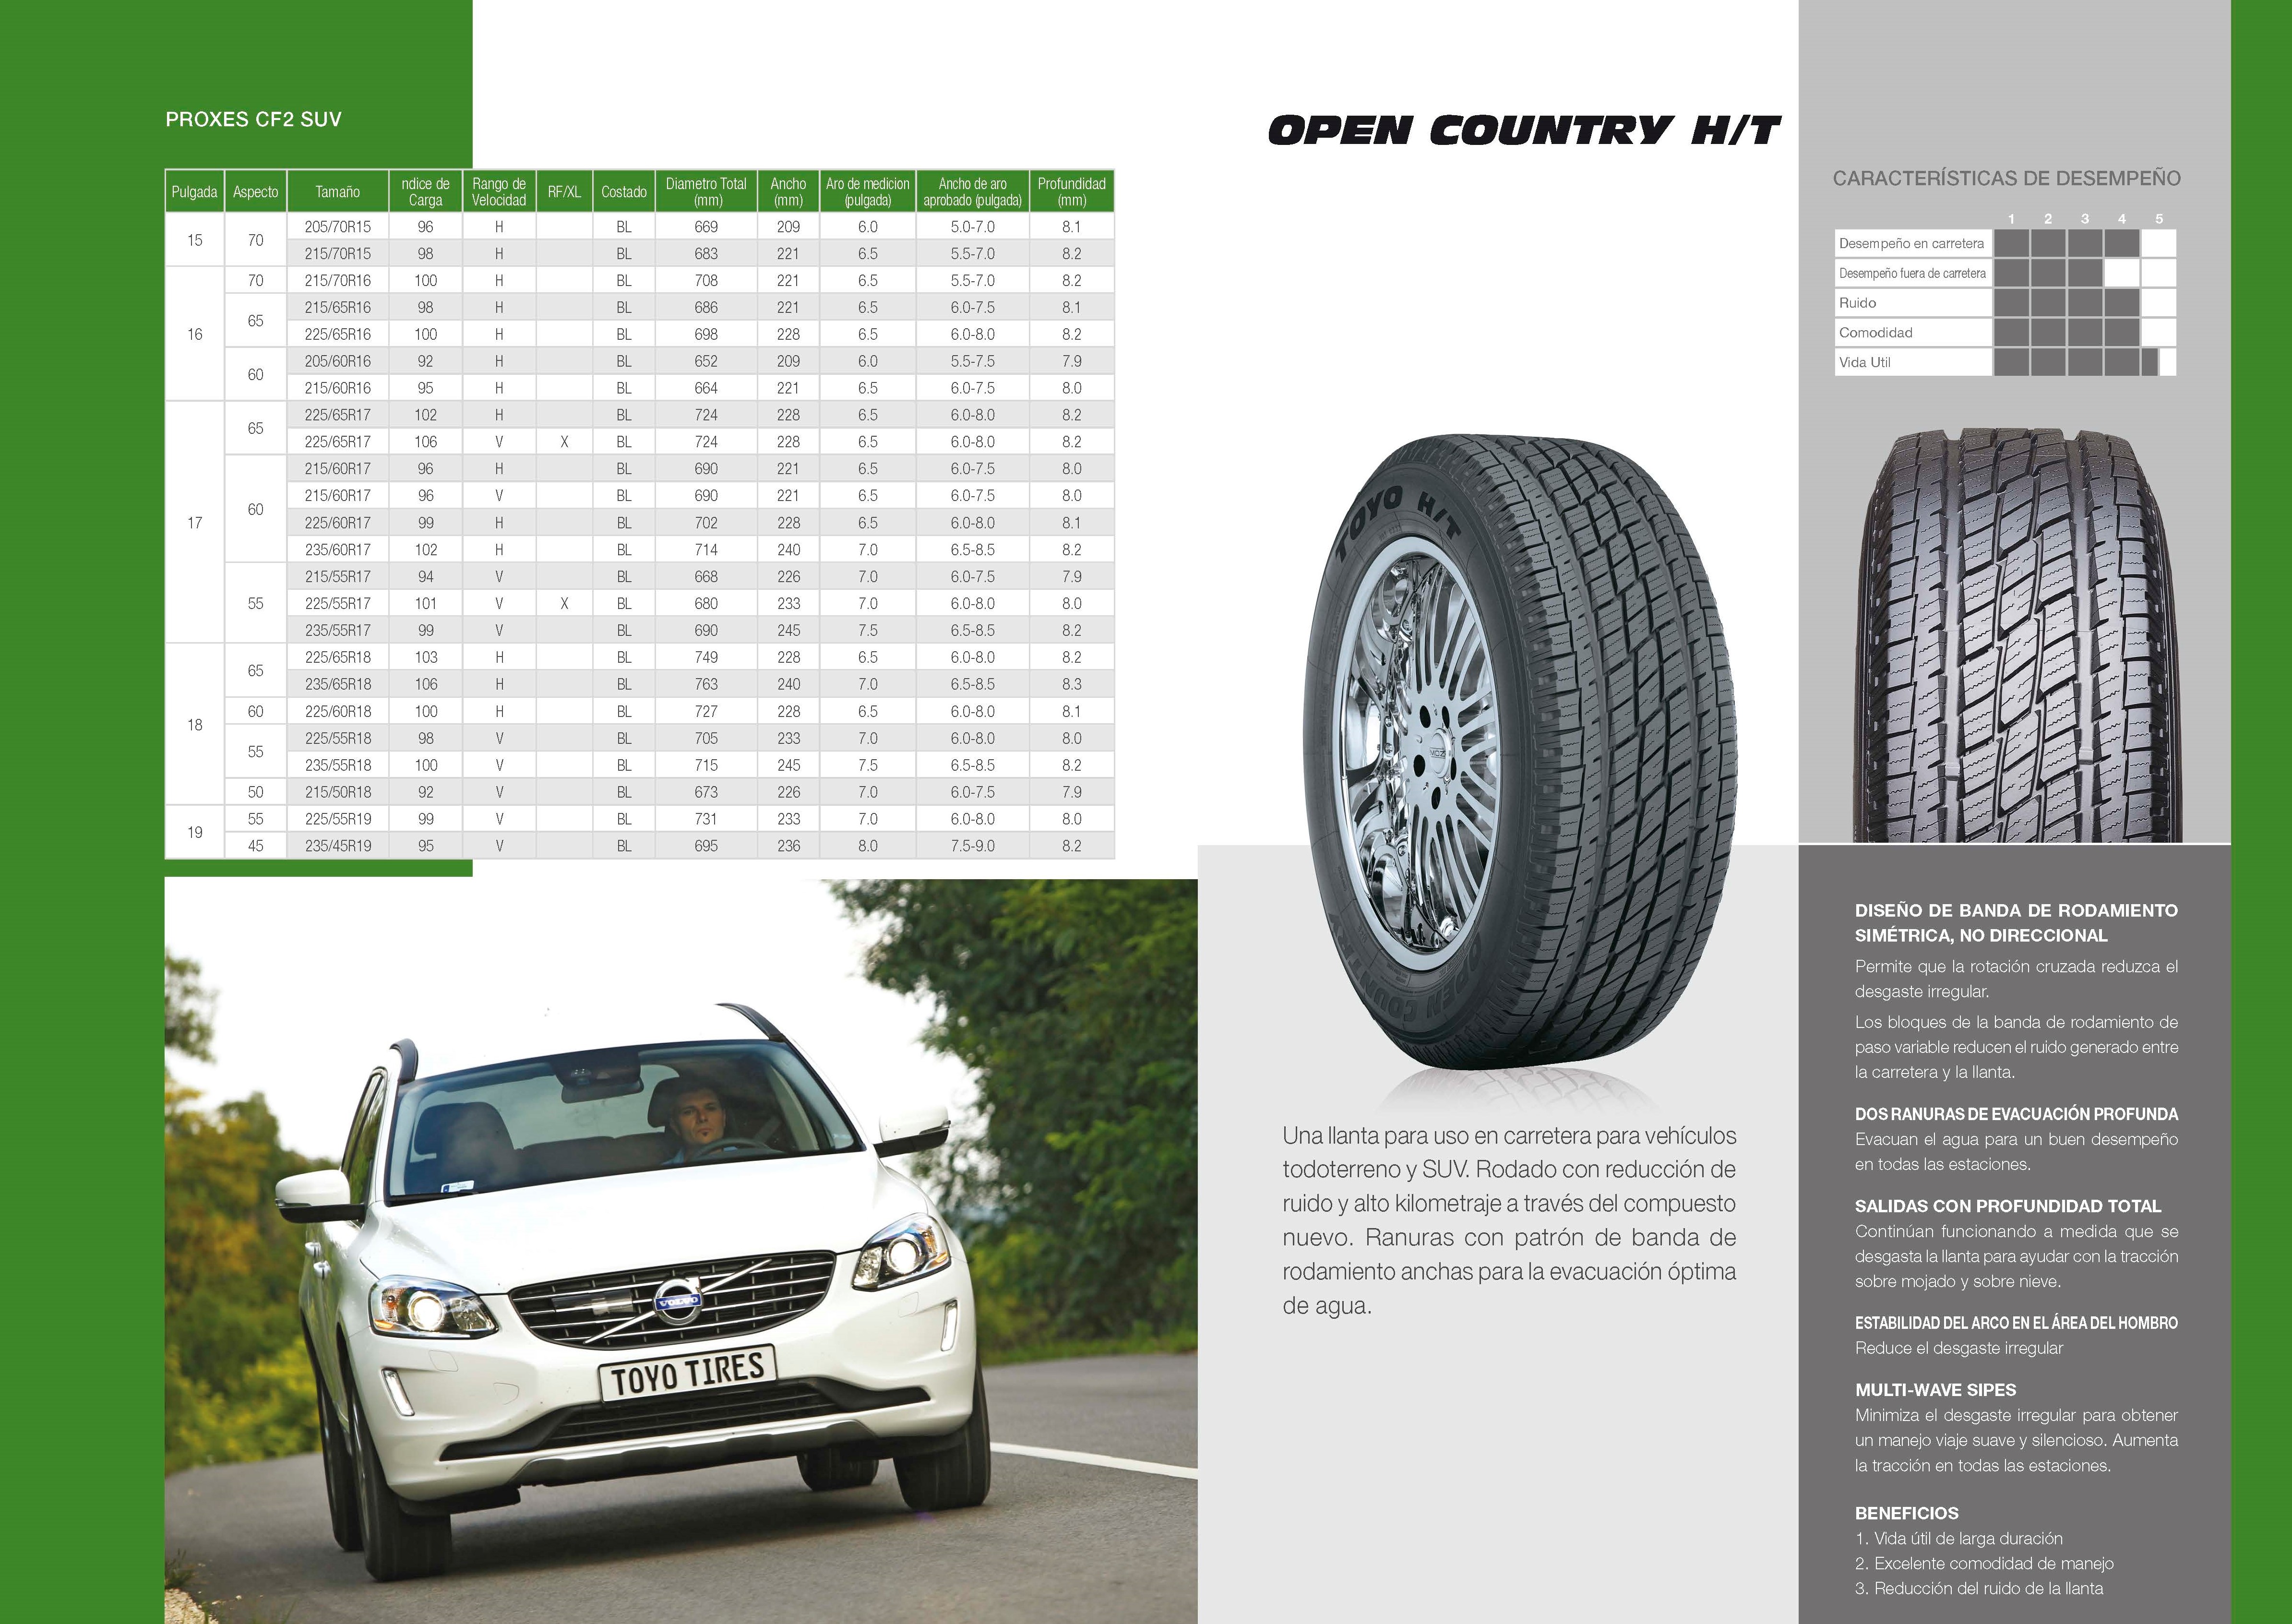 PROXES CF2 SUV
Pulgada Aspecto Tamaño ndice de Carga Rango de Velocidad RF/XL Costado Diametro Total (mm) Ancho (mm) Aro de medicion (pulgada) Ancho de aro aprobado (pulgada) Profundidad (mm)
15 70 205/70R15 96 H BL 669 209 6.0 5.0-7.0 8.1
215/70R15 98 H BL 683 221 6.5 5.5-7.0 8.2
16 70 215/70R16 100 H BL 708 221 6.5 5.5-7.0 8.2
65 215/65R16 98 H BL 686 221 6.5 6.0-7.5 8.1
225/65R16 100 H BL 698 228 6.5 6.0-8.0 8.2
60 205/60R16 92 H BL 652 209 6.0 5.5-7.5 7.9
215/60R16 95 H BL 664 221 6.5 6.0-7.5 8.0
17 65 225/65R17 102 H BL 724 228 6.5 6.0-8.0 8.2
225/65R17 106 V X BL 724 228 6.5 6.0-8.0 8.2
60 215/60R17 96 H BL 690 221 6.5 6.0-7.5 8.0
215/60R17 96 V BL 690 221 6.5 6.0-7.5 8.0
225/60R17 99 H BL 702 228 6.5 6.0-8.0 8.1
235/60R17 102 H BL 714 240 7.0 6.5-8.5 8.2
55 215/55R17 94 V BL 668 226 7.0 6.0-7.5 7.9
225/55R17 101 V X BL 680 233 7.0 6.0-8.0 8.0
235/55R17 99 V BL 690 245 7.5 6.5-8.5 8.2
18 65 225/65R18 103 H BL 749 228 6.5 6.0-8.0 8.2
235/65R18 106 H BL 763 240 7.0 6.5-8.5 8.3
60 225/60R18 100 H BL 727 228 6.5 6.0-8.0 8.1
55 225/55R18 98 V BL 705 233 7.0 6.0-8.0 8.0
235/55R18 100 V BL 715 245 7.5 6.5-8.5 8.2
50 215/50R18 92 V BL 673 226 7.0 6.0-7.5 7.9
19 55 225/55R19 99 V BL 731 233 7.0 6.0-8.0 8.0
45 235/45R19 95 V BL 695 236 8.0 7.5-9.0 8.2
VOLVO
TOYO TIRES
OPEN COUNTRY H/T
TOYO H/T
OPEN COUNTRY
Una llanta para uso en carretera para vehículos
todoterreno y SUV. Rodado con reducción de
ruido y alto kilometraje a través del compuesto
nuevo. Ranuras con patrón de banda de
rodamiento anchas para la evacuación óptima
de agua.
CARACTERÍSTICAS DE DESEMPEÑO
1 2 3 4 5
Desempeño en carretera
Desempeño fuera de carretera
Ruido
Comodidad
Vida Util
DISEÑO DE BANDA DE RODAMIENTO
SIMÉTRICA, NO DIRECCIONAL
Permite que la rotación cruzada reduzca el
desgaste irregular.
Los bloques de la banda de rodamiento de
paso variable reducen el ruido generado entre
la carretera y la llanta.
DOS RANURAS DE EVACUACIÓN PROFUNDA
Evacuan el agua para un buen desempeño
en todas las estaciones.
SALIDAS CON PROFUNDIDAD TOTAL
Continúan funcionando a medida que se
desgasta la llanta para ayudar con la tracción
sobre mojado y sobre nieve.
ESTABILIDAD DEL ARCO EN EL ÁREA DEL HOMBRO
Reduce el desgaste irregular
MULTI-WAVE SIPES
Minimiza el desgaste irregular para obtener
un manejo viaje suave y silencioso. Aumenta
la tracción en todas las estaciones.
BENEFICIOS
1. Vida útil de larga duración
2. Excelente comodidad de manejo
3. Reducción del ruido de la llanta